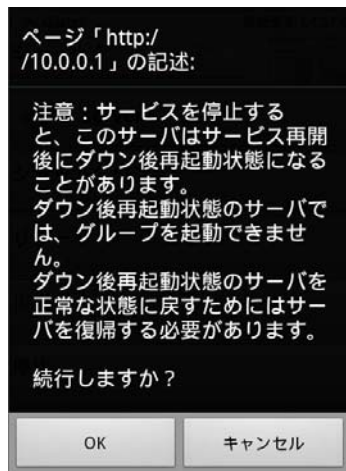 ページ「http:/
/10.0.0.1」の記述:
注意：サービスを停止する
と、このサーバはサービス再開
後にダウン後再起動状態になる
ことがあります。
ダウン後再起動状態のサーバで
は、グループを起動できませ
ん。
ダウン後再起動状態のサーバを
正常な状態に戻すためにはサー
バを復帰する必要があります。
続行しますか？
OK キャンセル